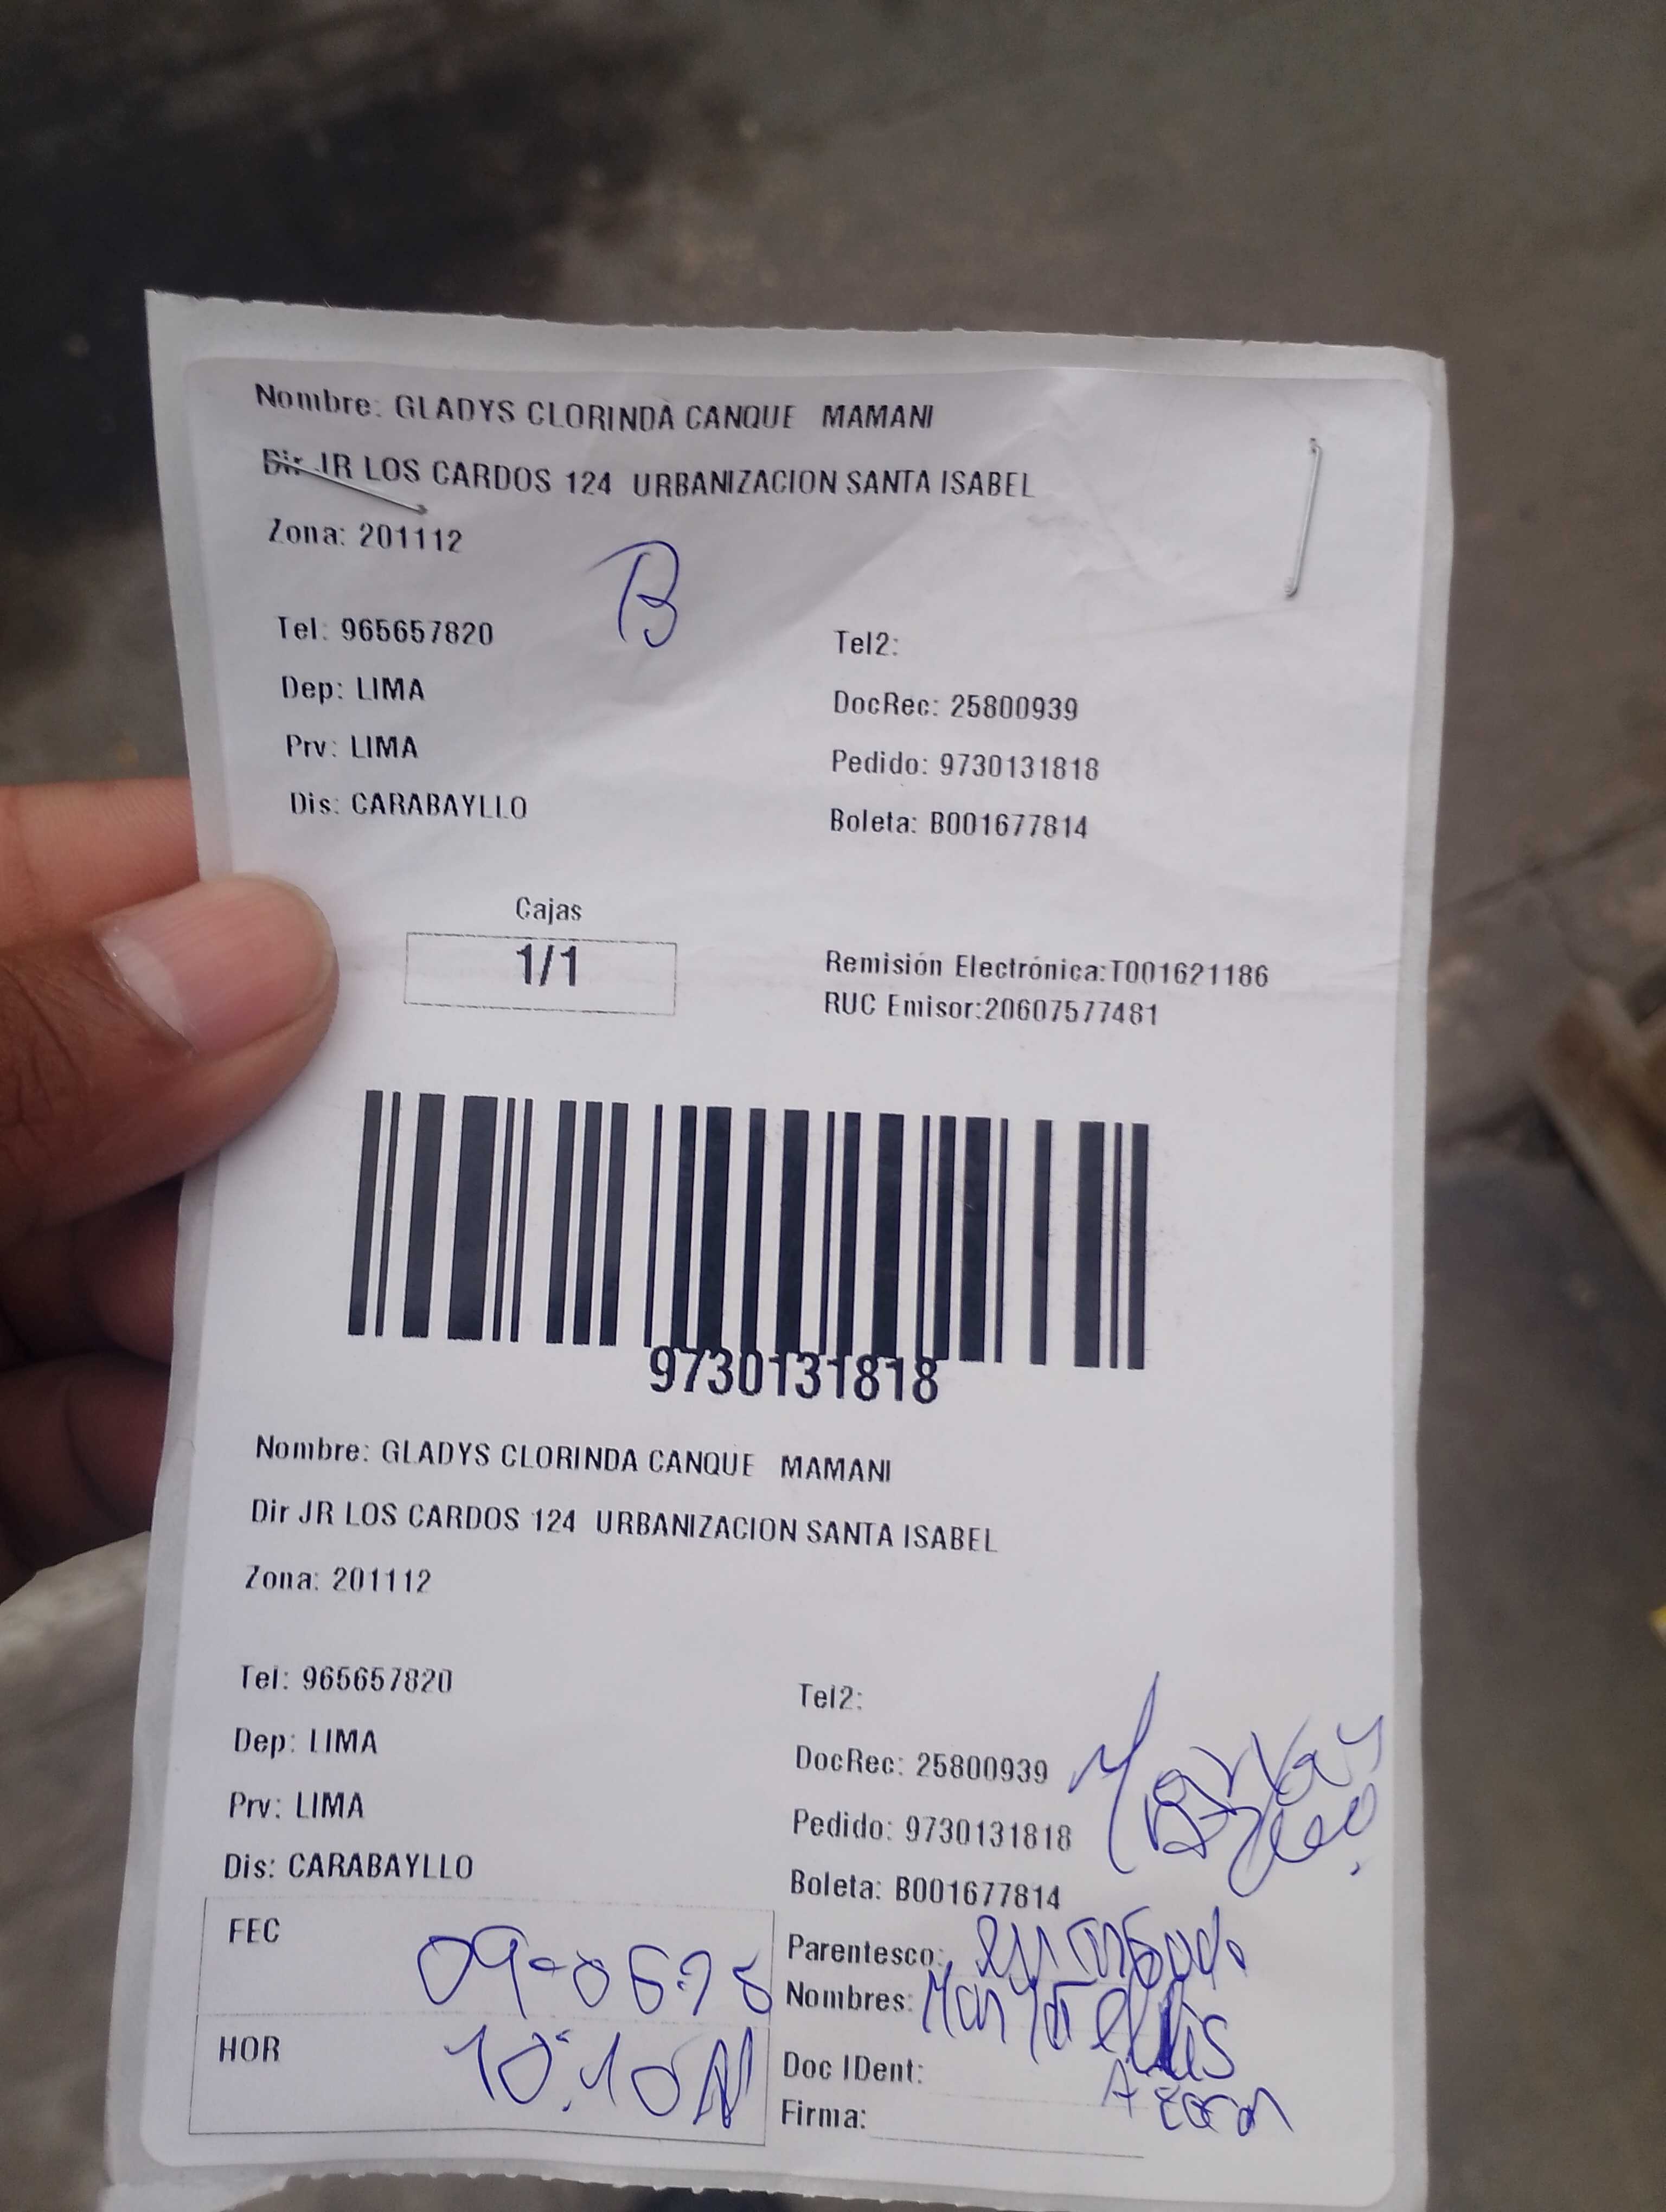 Nombre: GLADYS CLORINDA CANQUE MAMANI
Dir JR LOS CARDOS 124 URBANIZACION SANTA ISABEL
Zona: 201112
B
Tel: 965657820
Tel2:
Dep: LIMA
DocRec: 25800939
Prv: LIMA
Pedido: 9730131818
Dis: CARABAYLLO
Boleta: B001677814
Cajas
1/1
Remisión Electrónica:T001621186
RUC Emisor:20607577481
9730131818
Nombre: GLADYS CLORINDA CANQUE MAMANI
Dir JR LOS CARDOS 124 URBANIZACION SANTA ISABEL
Zona: 201112
Tel: 965657820
Tel2:
Dep: LIMA
DocRec: 25800939
Prv: LIMA
Pedido: 9730131818
Dis: CARABAYLLO
Boleta: B001677814
FEC
Parentesco:
Nombres:
HOR 10:10
Doc IDent:
Firma: